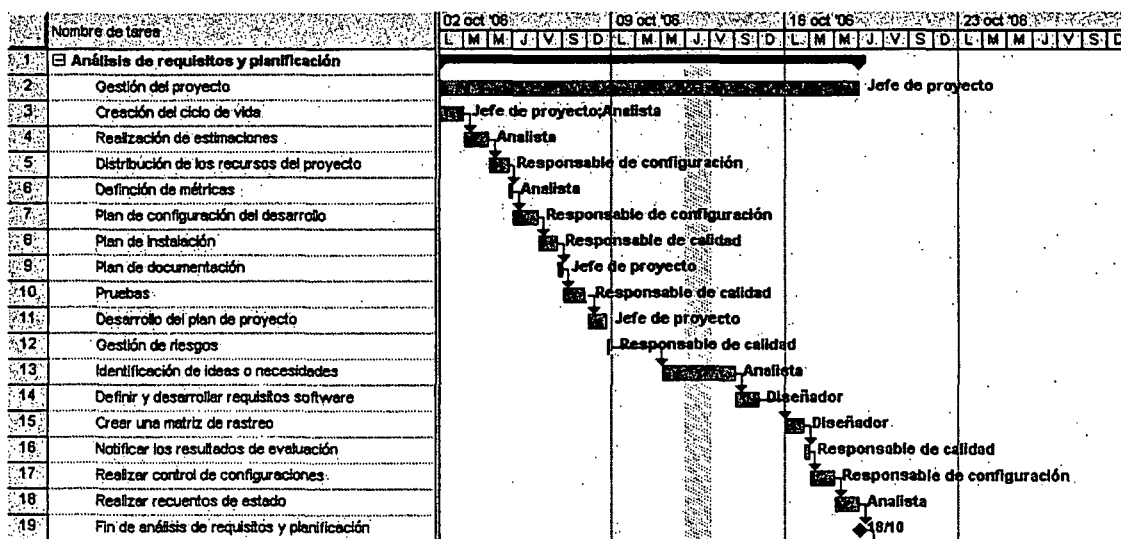 Nombre de tarea
02 oct '06 09 oct '06 16 oct '06 23 oct '06
L M M J V S D L M M J V S D L M M J V S D L M M J V S D
1 Análisis de requisitos y planificación
2 Gestión del proyecto Jefe de proyecto
3 Creación del ciclo de vida Jefe de proyecto;Analista
4 Realización de estimaciones Analista
5 Distribución de los recursos del proyecto Responsable de configuración
6 Definción de métricas Analista
7 Plan de configuración del desarrollo Responsable de configuración
8 Plan de instalación Responsable de calidad
9 Plan de documentación Jefe de proyecto
10 Pruebas Responsable de calidad
11 Desarrollo del plan de proyecto Jefe de proyecto
12 Gestión de riesgos Responsable de calidad
13 Identificación de ideas o necesidades Analista
14 Definir y desarrollar requisitos software Diseñador
15 Crear una matriz de rastreo Diseñador
16 Notificar los resultados de evaluación Responsable de calidad
17 Realizar control de configuraciones Responsable de configuración
18 Realizar recuentos de estado Analista
19 Fin de análisis de requisitos y planificación 18/10